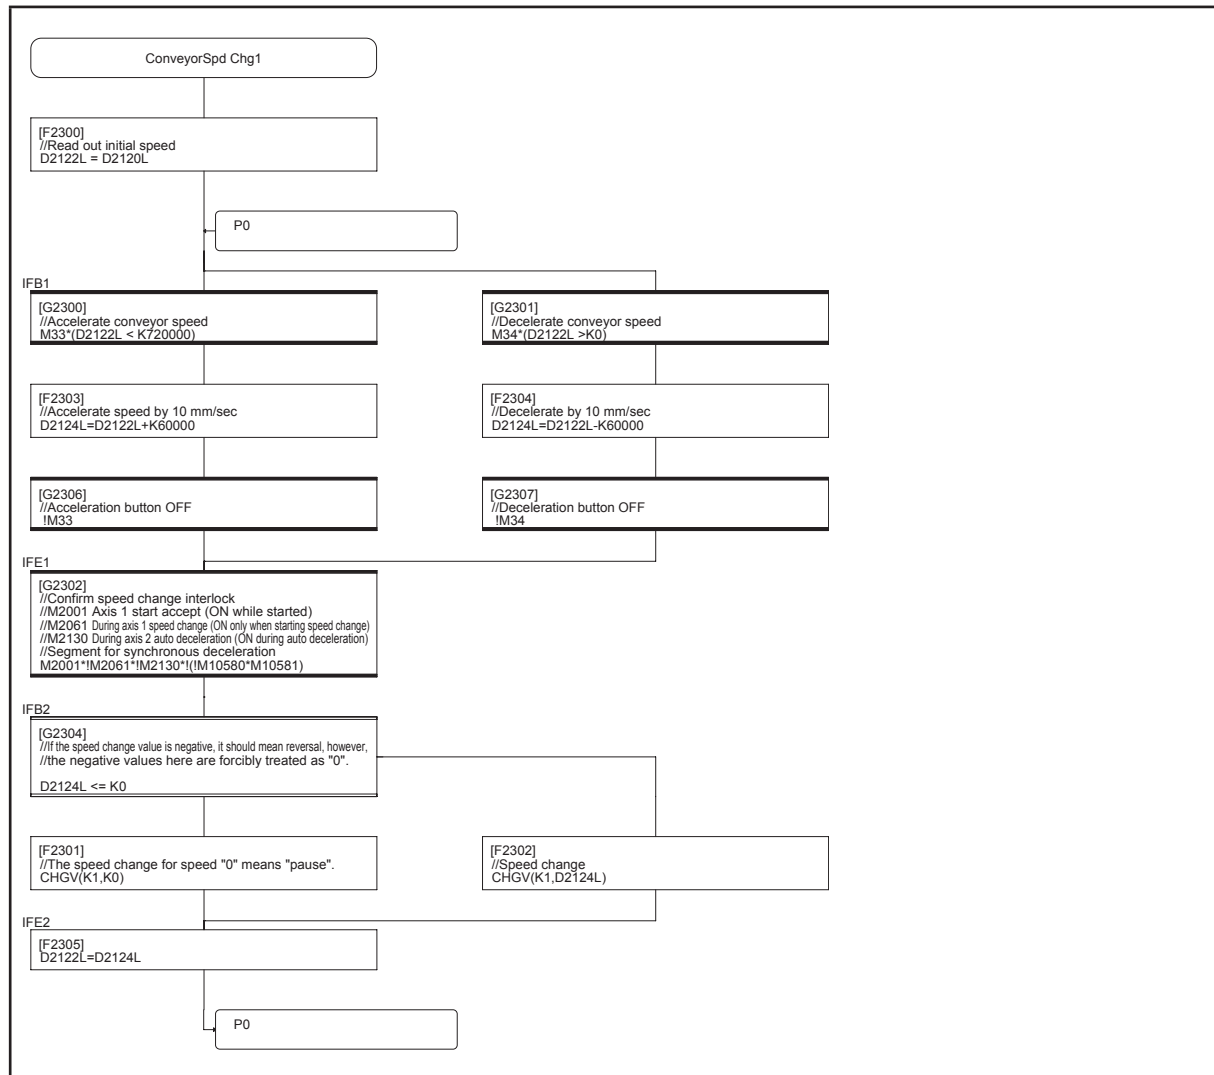 ConveyorSpd Chg1
[F2300]
//Read out initial speed
D2122L = D2120L
P0
IFB1
[G2300]
//Accelerate conveyor speed
M33*(D2122L < K720000)
[G2301]
//Decelerate conveyor speed
M34*(D2122L >K0)
[F2303]
//Accelerate speed by 10 mm/sec
D2124L=D2122L+K60000
[F2304]
//Decelerate by 10 mm/sec
D2124L=D2122L-K60000
[G2306]
//Acceleration button OFF
!M33
[G2307]
//Deceleration button OFF
!M34
IFE1
[G2302]
//Confirm speed change interlock
//M2001 Axis 1 start accept (ON while started)
//M2061 During axis 1 speed change (ON only when starting speed change)
//M2130 During axis 2 auto deceleration (ON during auto deceleration)
//Segment for synchronous deceleration
M2001*!M2061*!M2130*!(!M10580*M10581)
IFB2
[G2304]
//If the speed change value is negative, it should mean reversal, however,
//the negative values here are forcibly treated as "0".
D2124L <= K0
[F2301]
//The speed change for speed "0" means "pause".
CHGV(K1,K0)
[F2302]
//Speed change
CHGV(K1,D2124L)
IFE2
[F2305]
D2122L=D2124L
P0